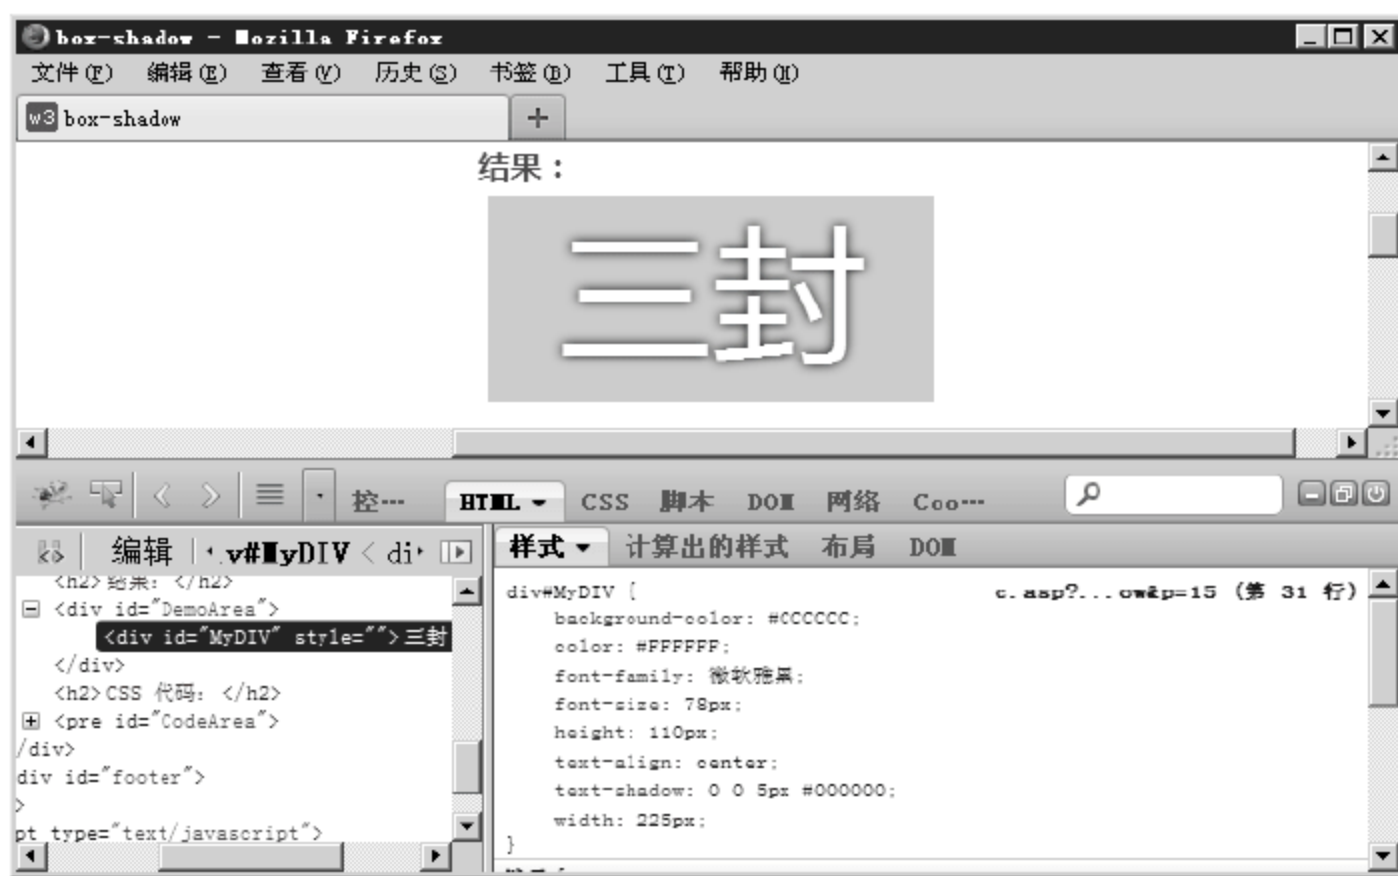 box-shadow - Mozilla Firefox
文件(F) 编辑(E) 查看(V) 历史(S) 书签(B) 工具(T) 帮助(H)
w3 box-shadow +
结果：
三封
控… HTML CSS 脚本 DOM 网络 Coo…
编辑 v#MyDIV < di
样式 计算出的样式 布局 DOM
<h2>结果: </h2>
<div id="DemoArea">
<div id="MyDIV" style="">三封
</div>
<h2>CSS 代码: </h2>
<pre id="CodeArea">
/div>
div id="footer">
>
pt type="text/javascript">
div#MyDIV {
c.asp?...ow&p=15 (第 31 行)
background-color: #CCCCCC;
color: #FFFFFF;
font-family: 微软雅黑;
font-size: 78px;
height: 110px;
text-align: center;
text-shadow: 0 0 5px #000000;
width: 225px;
}